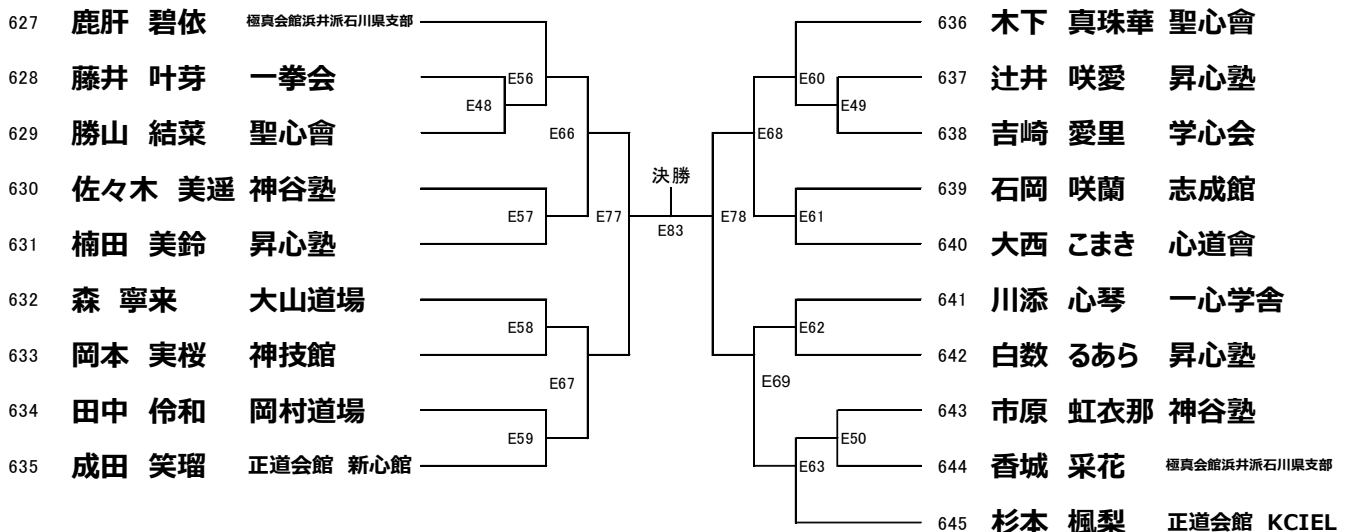 627 鹿肝 碧依 極真会館浜井派石川県支部
628 藤井 叶芽 一拳会
629 勝山 結菜 聖心會
630 佐々木 美遥 神谷塾
631 楠田 美鈴 昇心塾
632 森 寧来 大山道場
633 岡本 実桜 神技館
634 田中 伶和 岡村道場
635 成田 笑瑠 正道会館 新心館
E56
E48
E66
E57
E77
E58
E67
E59
決勝
E83
E60
E49
E68
E61
E78
E62
E69
E50
E63
636 木下 真珠華 聖心會
637 辻井 咲愛 昇心塾
638 吉崎 愛里 学心会
639 石岡 咲蘭 志成館
640 大西 こまき 心道會
641 川添 心琴 一心学舎
642 白数 るあら 昇心塾
643 市原 虹衣那 神谷塾
644 香城 采花 極真会館浜井派石川県支部
645 杉本 楓梨 正道会館 KCIEL